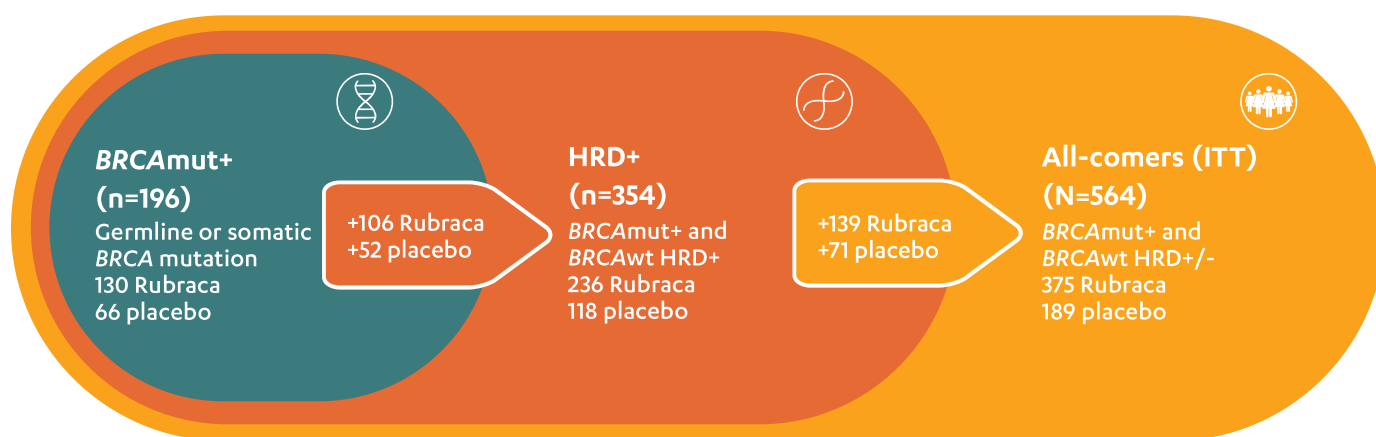 BRCAmut+
(n=196)
Germline or somatic
BRCA mutation
130 Rubraca
66 placebo
+106 Rubraca
+52 placebo
HRD+
(n=354)
BRCAmut+ and
BRCAwt HRD+
236 Rubraca
118 placebo
+139 Rubraca
+71 placebo
All-comers (ITT)
(N=564)
BRCAmut+ and
BRCAwt HRD+/-
375 Rubraca
189 placebo